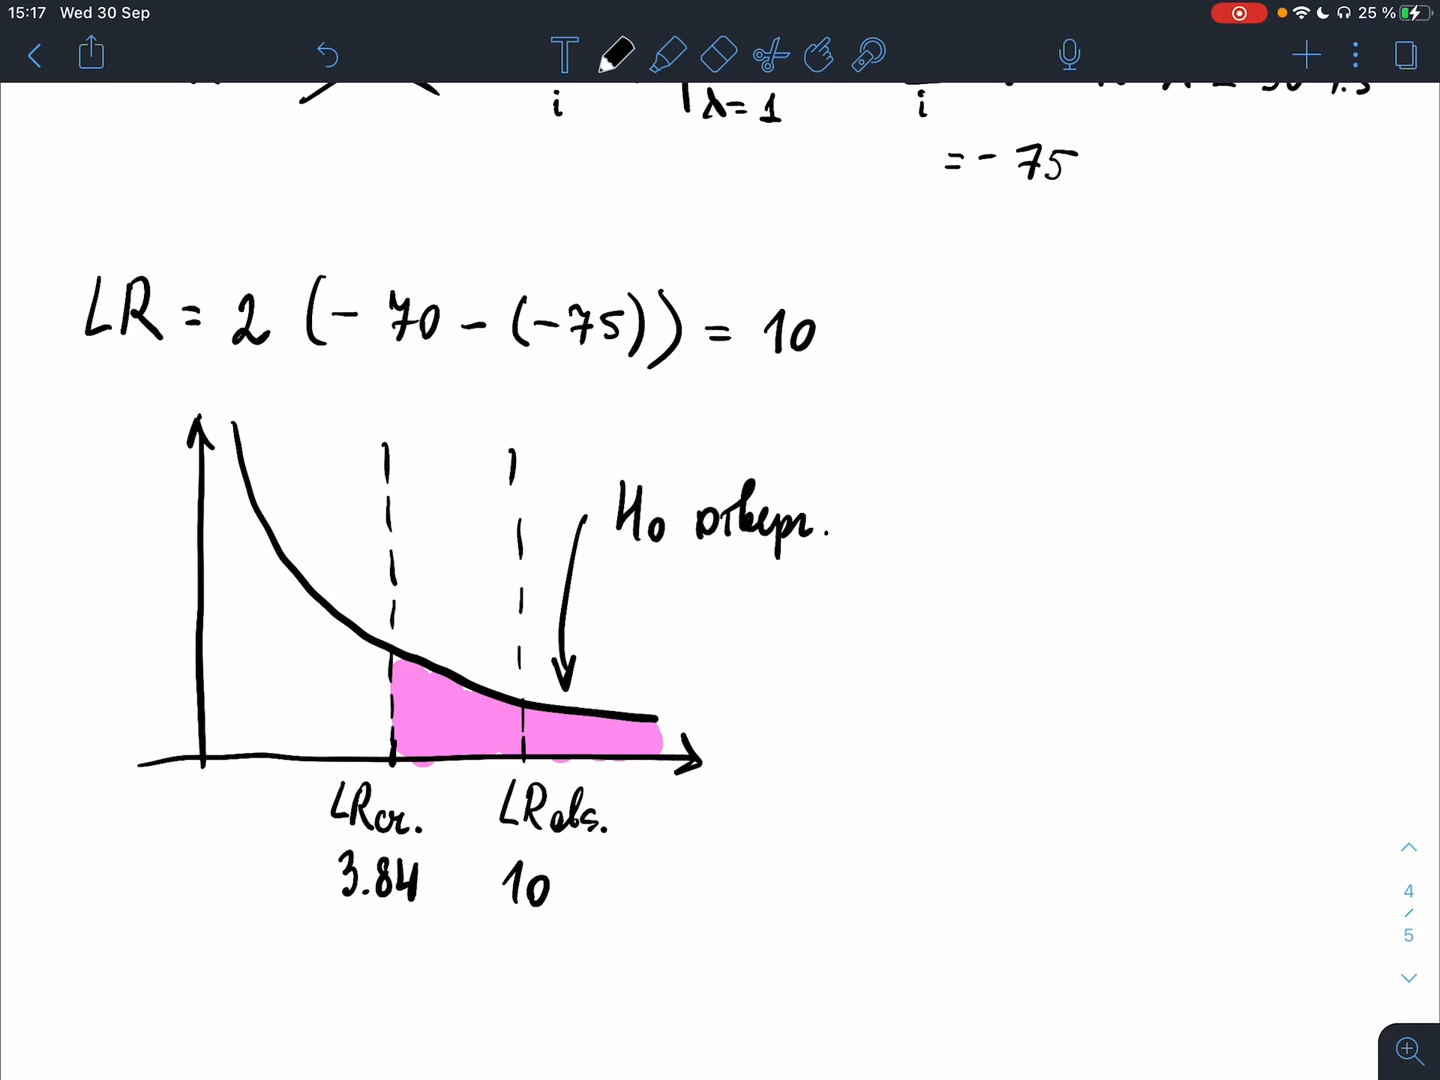 15:17 Wed 30 Sep
25 %
T
i
λ = 1
i
= - 75
LR = 2 (- 70 - (-75)) = 10
H₀ отверг.
LRcr. LRobs.
3.84 10
4
/
5